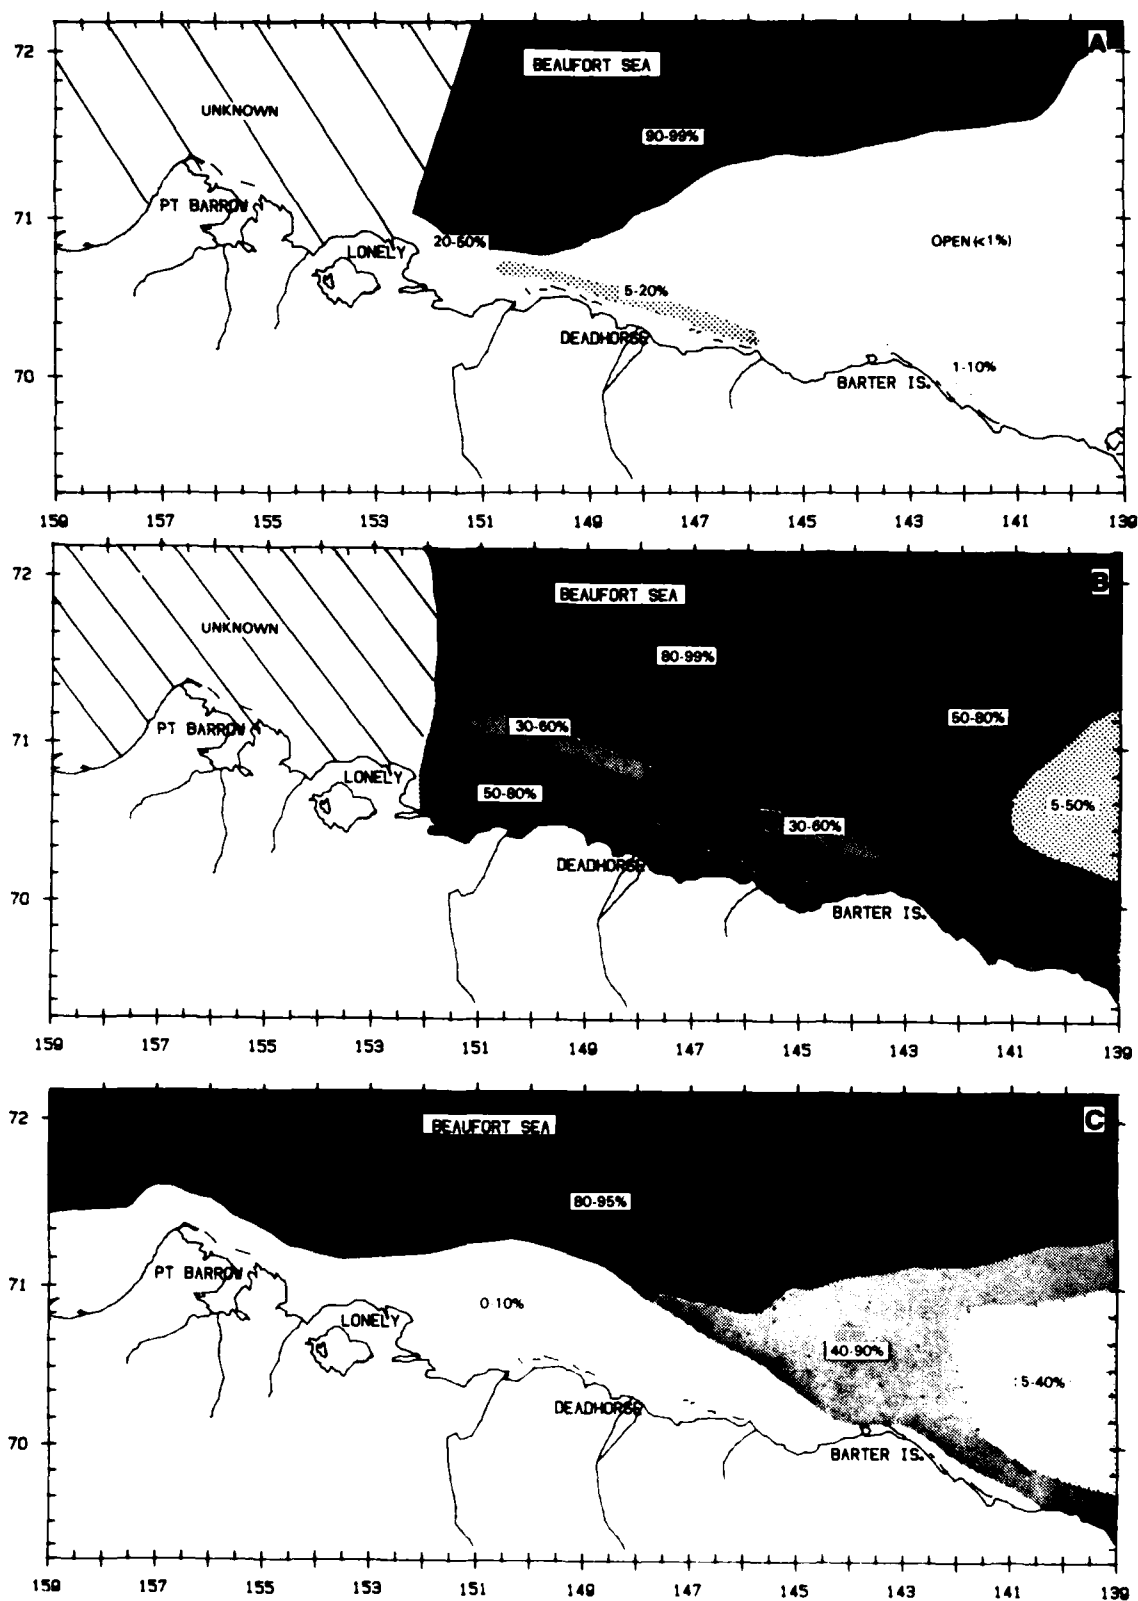 A
72
BEAUFORT SEA
UNKNOWN
90-99%
PT BARROW
71
20-60%
LONELY
OPEN (<1%)
5-20%
DEADHORSE
70
1-10%
BARTER IS.
159 157 155 153 151 149 147 145 143 141 139
B
72
BEAUFORT SEA
UNKNOWN
80-99%
50-80%
30-60%
PT BARROW
71
LONELY
50-80%
5-50%
30-60%
DEADHORSE
70
BARTER IS.
159 157 155 153 151 149 147 145 143 141 139
C
72
BEAUFORT SEA
80-95%
PT BARROW
71
0-10%
LONELY
40-90%
5-40%
DEADHORSE
70
BARTER IS.
159 157 155 153 151 149 147 145 143 141 139